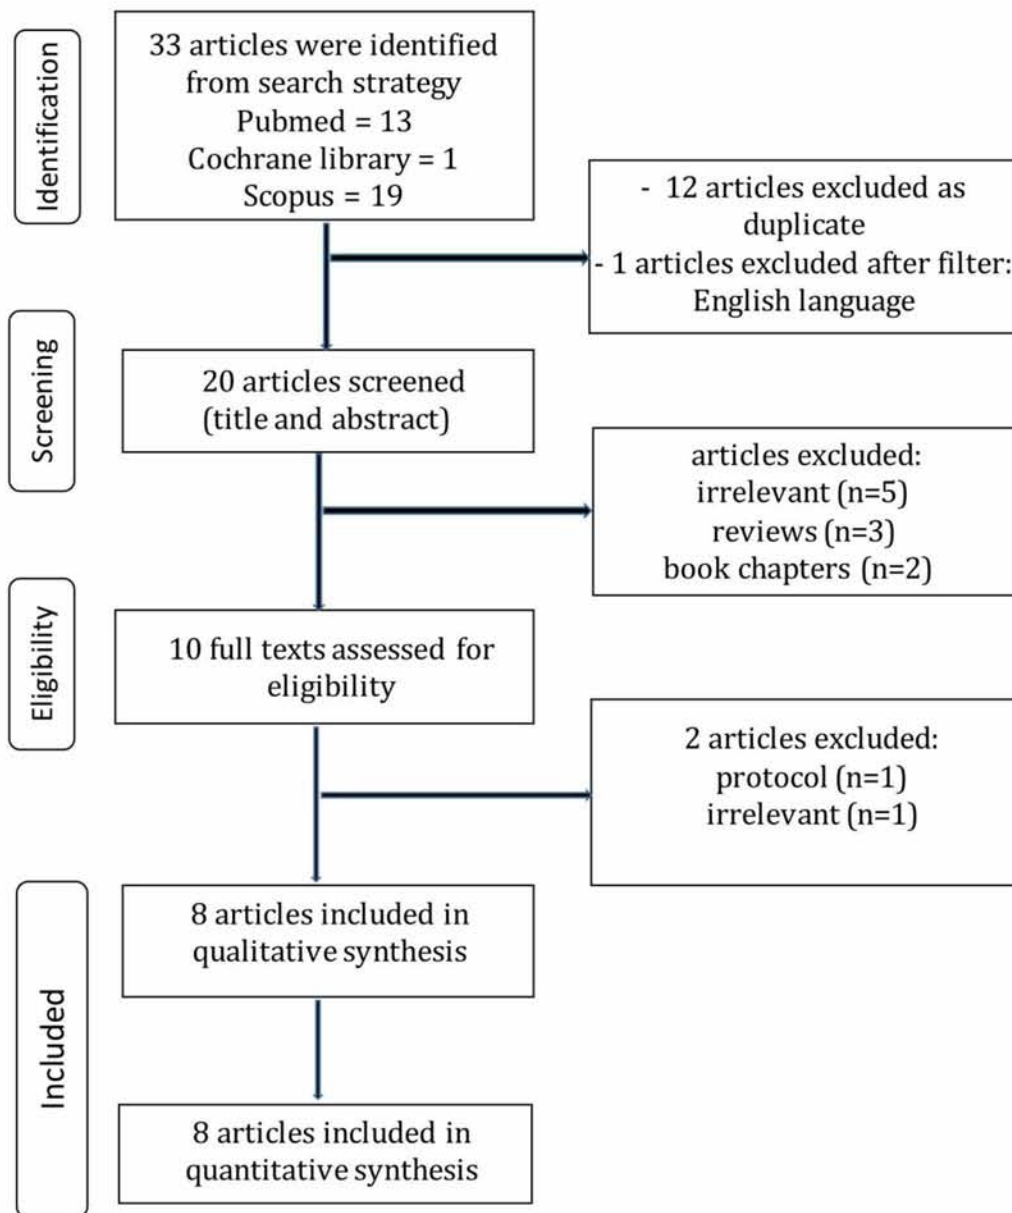 Identification
33 articles were identified
from search strategy
Pubmed = 13
Cochrane library = 1
Scopus = 19
- 12 articles excluded as
duplicate
- 1 articles excluded after filter:
English language
Screening
20 articles screened
(title and abstract)
articles excluded:
irrelevant (n=5)
reviews (n=3)
book chapters (n=2)
Eligibility
10 full texts assessed for
eligibility
2 articles excluded:
protocol (n=1)
irrelevant (n=1)
Included
8 articles included in
qualitative synthesis
8 articles included in
quantitative synthesis